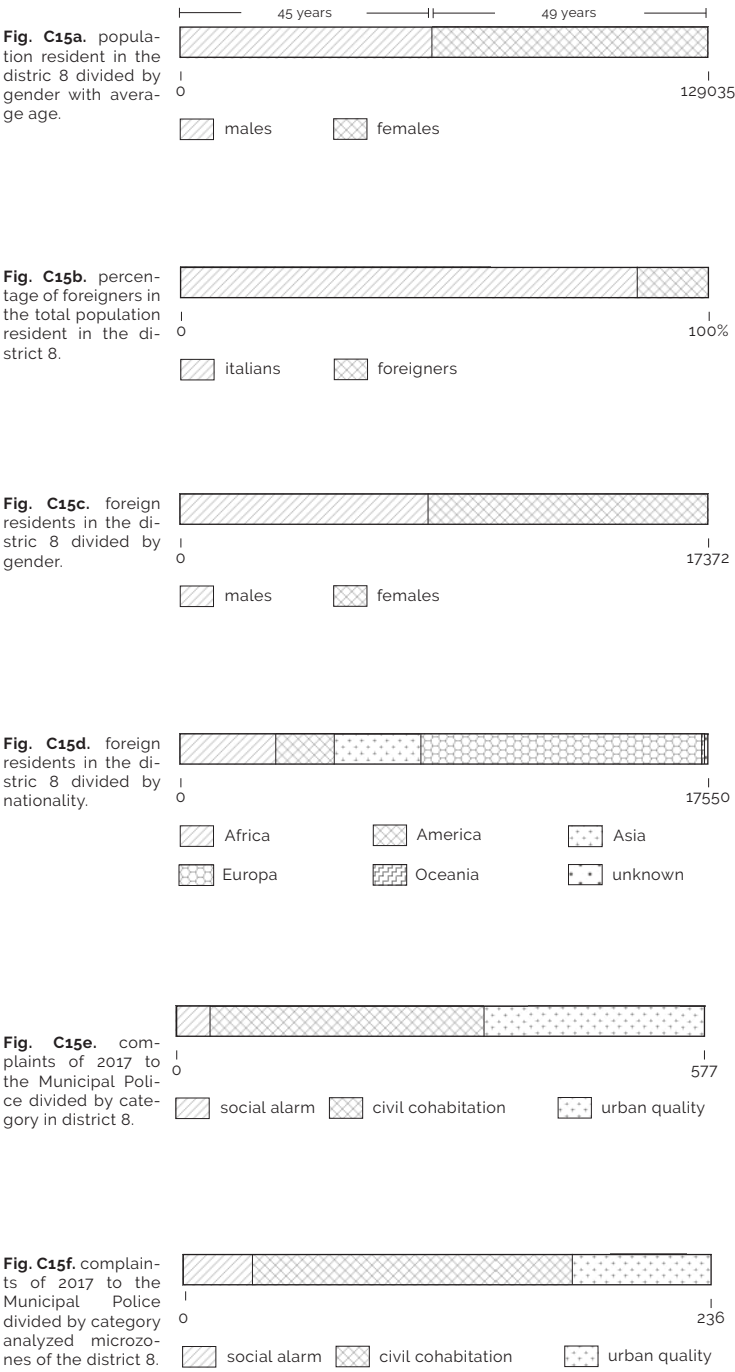 45 years 49 years
Fig. C15a. popula-
tion resident in the
distric 8 divided by
gender with avera-
ge age.
0 129035
males females
Fig. C15b. percen-
tage of foreigners in
the total population
resident in the di-
strict 8.
0 100%
italians foreigners
Fig. C15c. foreign
residents in the di-
stric 8 divided by
gender.
0 17372
males females
Fig. C15d. foreign
residents in the di-
stric 8 divided by
nationality.
0 17550
Africa America Asia
Europa Oceania unknown
Fig. C15e. com-
plaints of 2017 to
the Municipal Poli-
ce divided by cate-
gory in district 8.
0 577
social alarm civil cohabitation urban quality
Fig. C15f. complain-
ts of 2017 to the
Municipal Police
divided by category
analyzed microzo-
nes of the district 8.
0 236
social alarm civil cohabitation urban quality